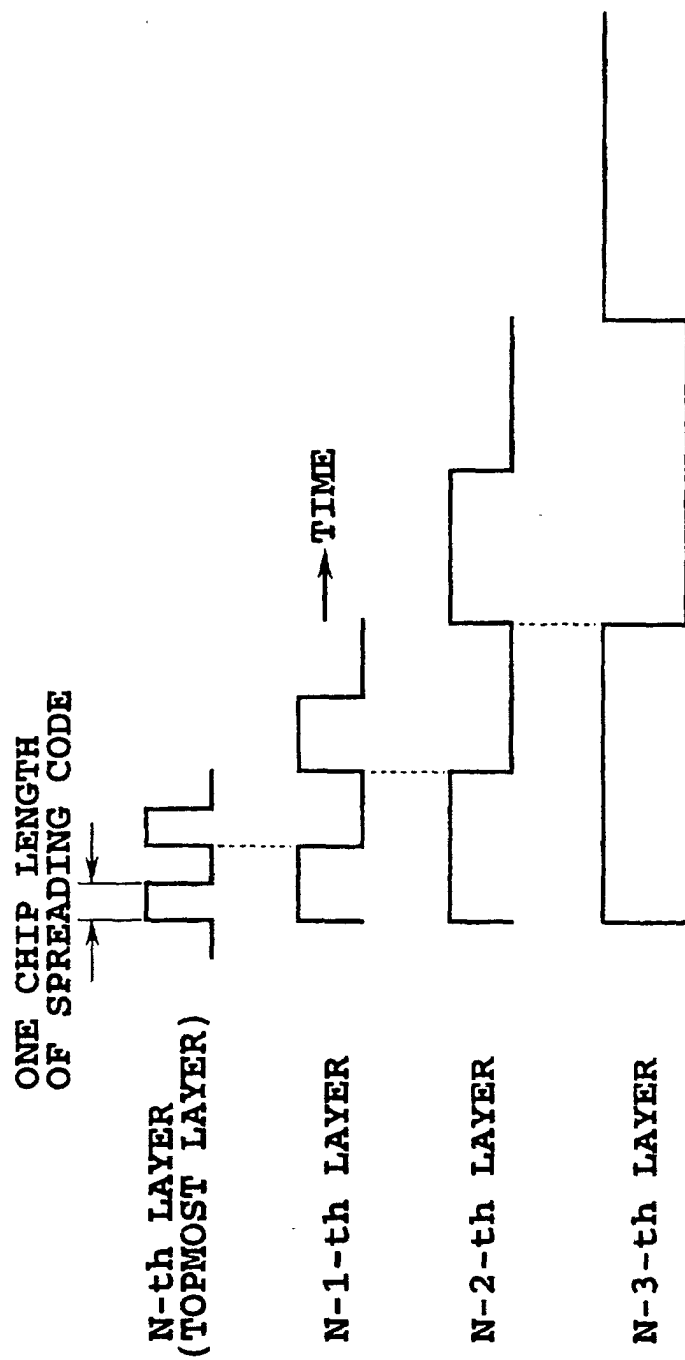 ONE CHIP LENGTH
OF SPREADING CODE
N-th LAYER
(TOPMOST LAYER)
N-1-th LAYER
TIME
N-2-th LAYER
N-3-th LAYER